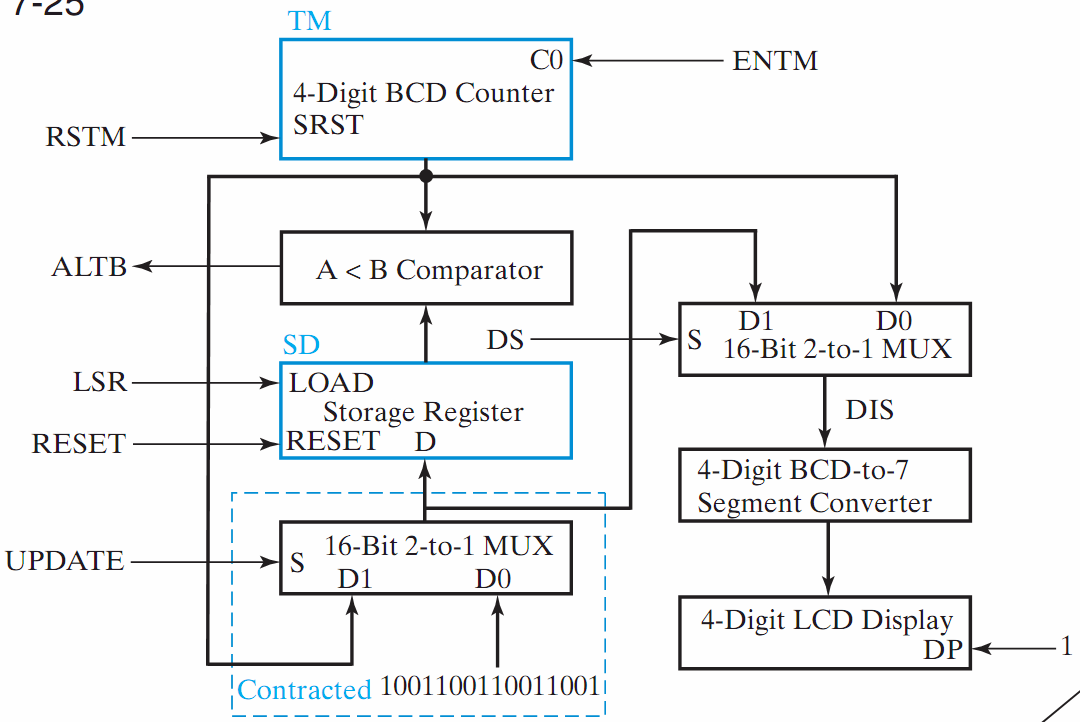 7-25
TM
C0
ENTM
4-Digit BCD Counter
SRST
RSTM
ALTB
A < B Comparator
D1 D0
DS
S
16-Bit 2-to-1 MUX
SD
LSR
LOAD
Storage Register
RESET
RESET D
DIS
4-Digit BCD-to-7
Segment Converter
UPDATE
16-Bit 2-to-1 MUX
S
D1 D0
4-Digit LCD Display
DP
1
Contracted 1001100110011001